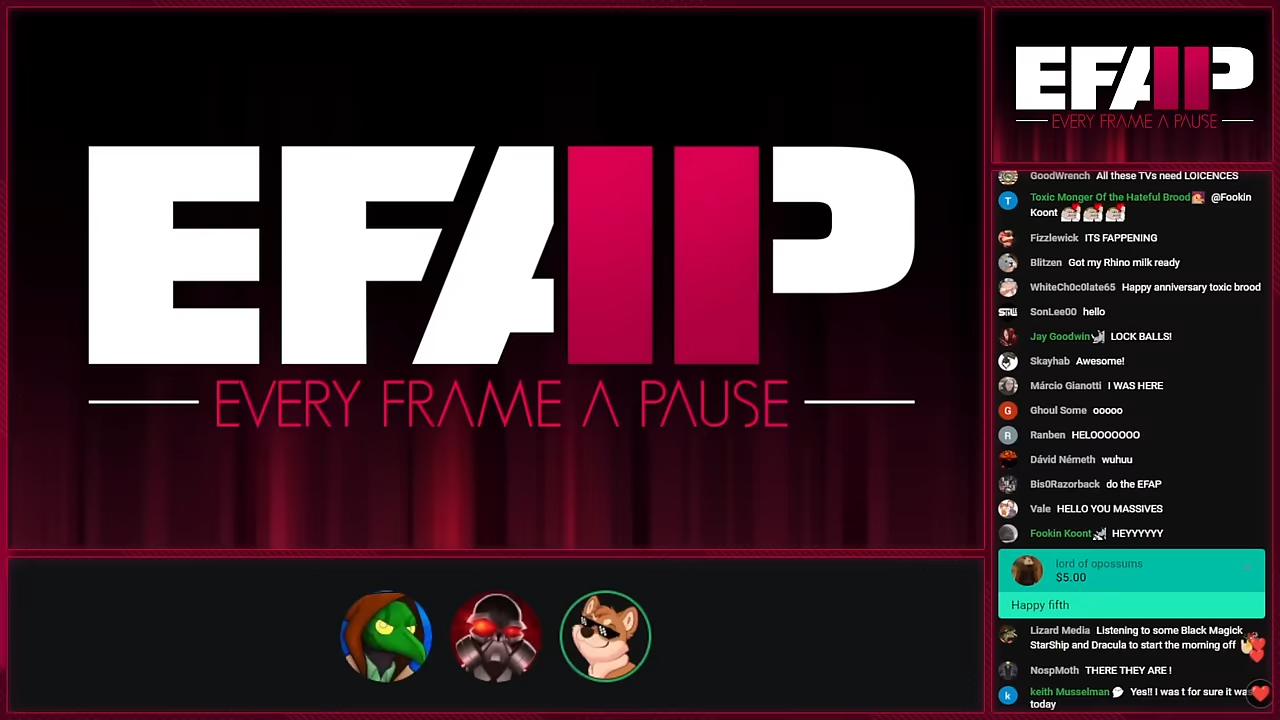 EFAP
EVERY FRAME A PAUSE
EFAP
EVERY FRAME A PAUSE
GoodWrench All these TVs need LOICENCES
T Toxic Monger Of the Hateful Brood @Fookin
Koont
Fizzlewick ITS FAPPENING
Blitzen Got my Rhino milk ready
WhiteCh0c0late65 Happy anniversary toxic brood
SonLee00 hello
Jay Goodwin LOCK BALLS!
Skayhab Awesome!
Márcio Gianotti I WAS HERE
G Ghoul Some ooooo
R Ranben HELOOOOOOO
Dávid Németh wuhuu
Bis0Razorback do the EFAP
Vale HELLO YOU MASSIVES
Fookin Koont HEYYYYYY
lord of opossums
$5.00
Happy fifth
Lizard Media Listening to some Black Magick
StarShip and Dracula to start the morning off
NospMoth THERE THEY ARE !
k keith Musselman Yes!! I was t for sure it was
today